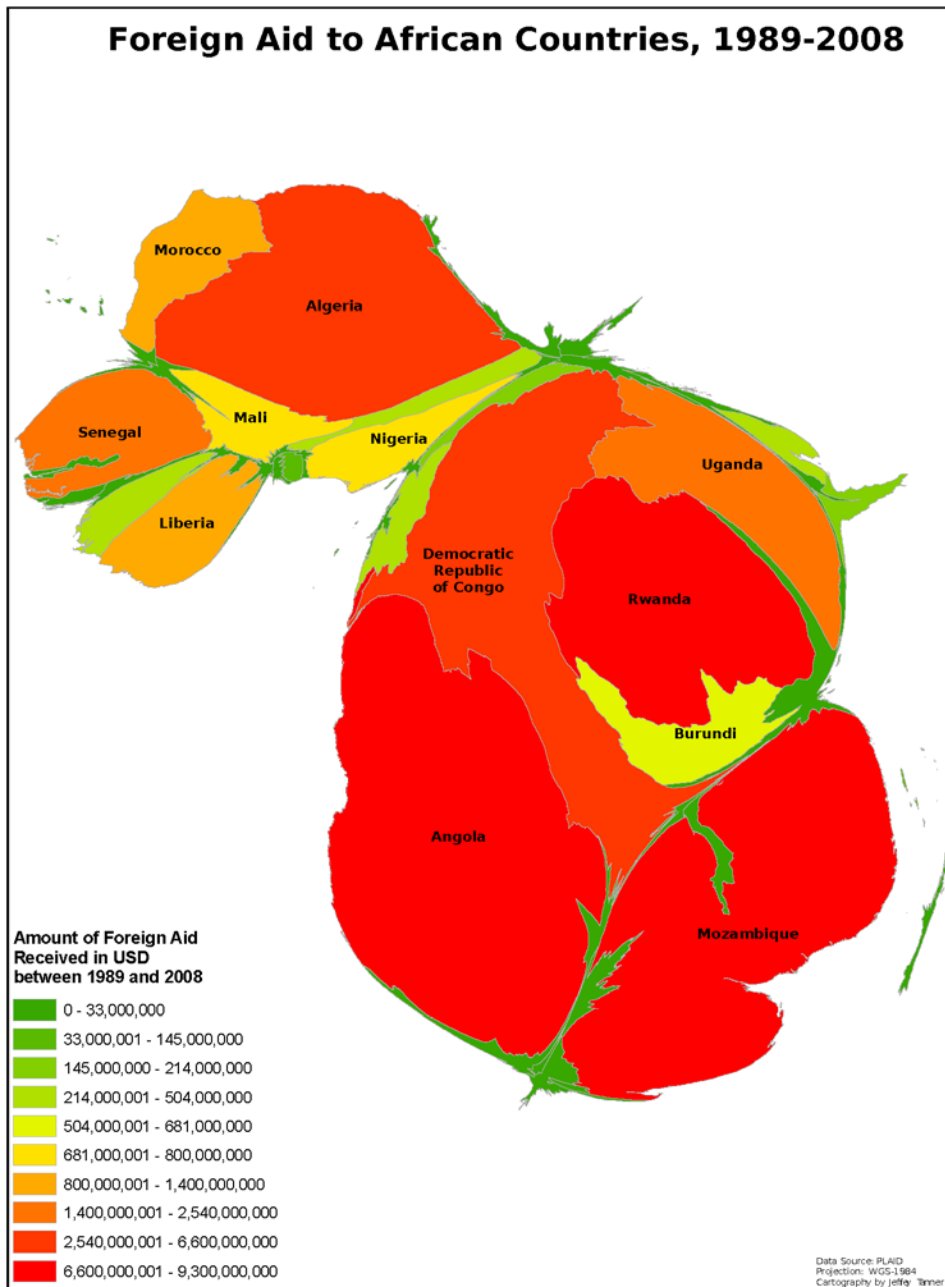 Foreign Aid to African Countries, 1989-2008
Morocco
Algeria
Mali
Senegal
Nigeria
Uganda
Liberia
Democratic
Republic
of Congo
Rwanda
Burundi
Angola
Mozambique
Amount of Foreign Aid
Received in USD
between 1989 and 2008
0 - 33,000,000
33,000,001 - 145,000,000
145,000,000 - 214,000,000
214,000,001 - 504,000,000
504,000,001 - 681,000,000
681,000,001 - 800,000,000
800,000,001 - 1,400,000,000
1,400,000,001 - 2,540,000,000
2,540,000,001 - 6,600,000,000
6,600,000,001 - 9,300,000,000
Data Source: PLAID
Projection: WGS-1984
Cartography by Jeffry Tanner